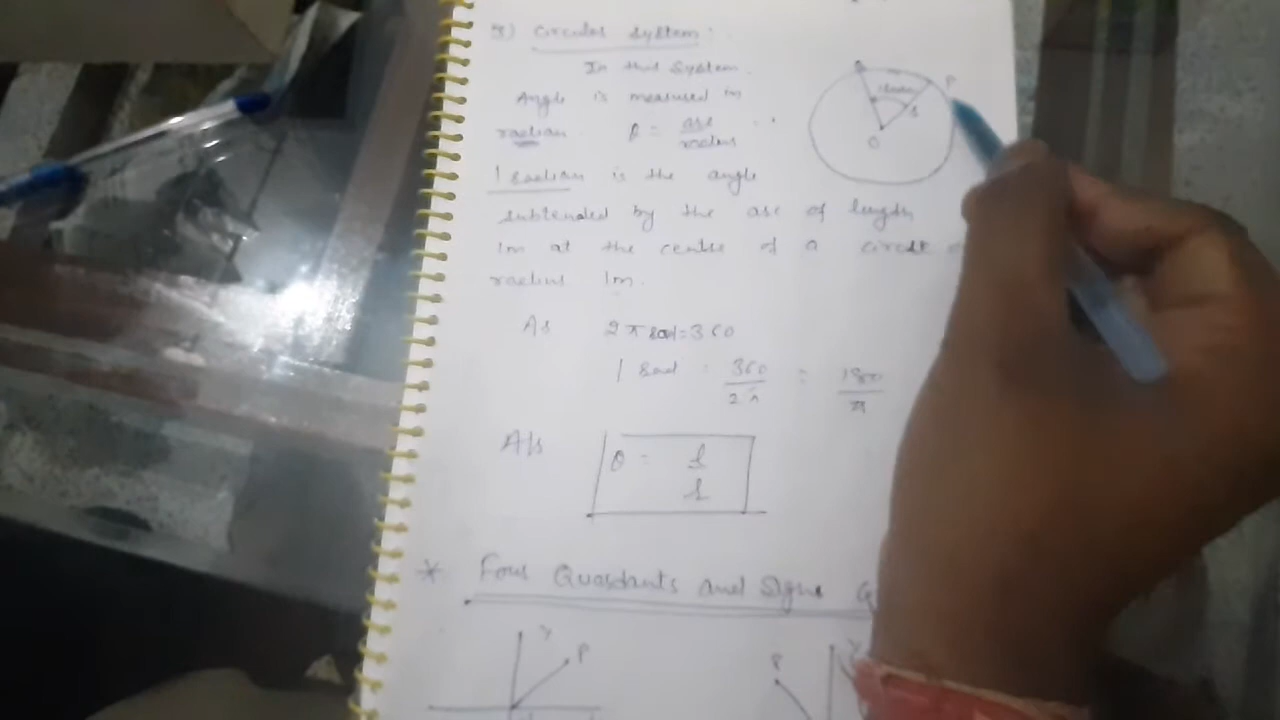 3) Circular System:
In this System
Angle is measured in
radian θ = arc/radius
1 radian is the angle
subtended by the arc of length
1m at the centre of a circle
radius 1m.
As 2π rad = 360
1 rad = 360/2π = 180/π
Als θ = l/r
* Four Quadrants and Signs
P
O
y
P
P
y